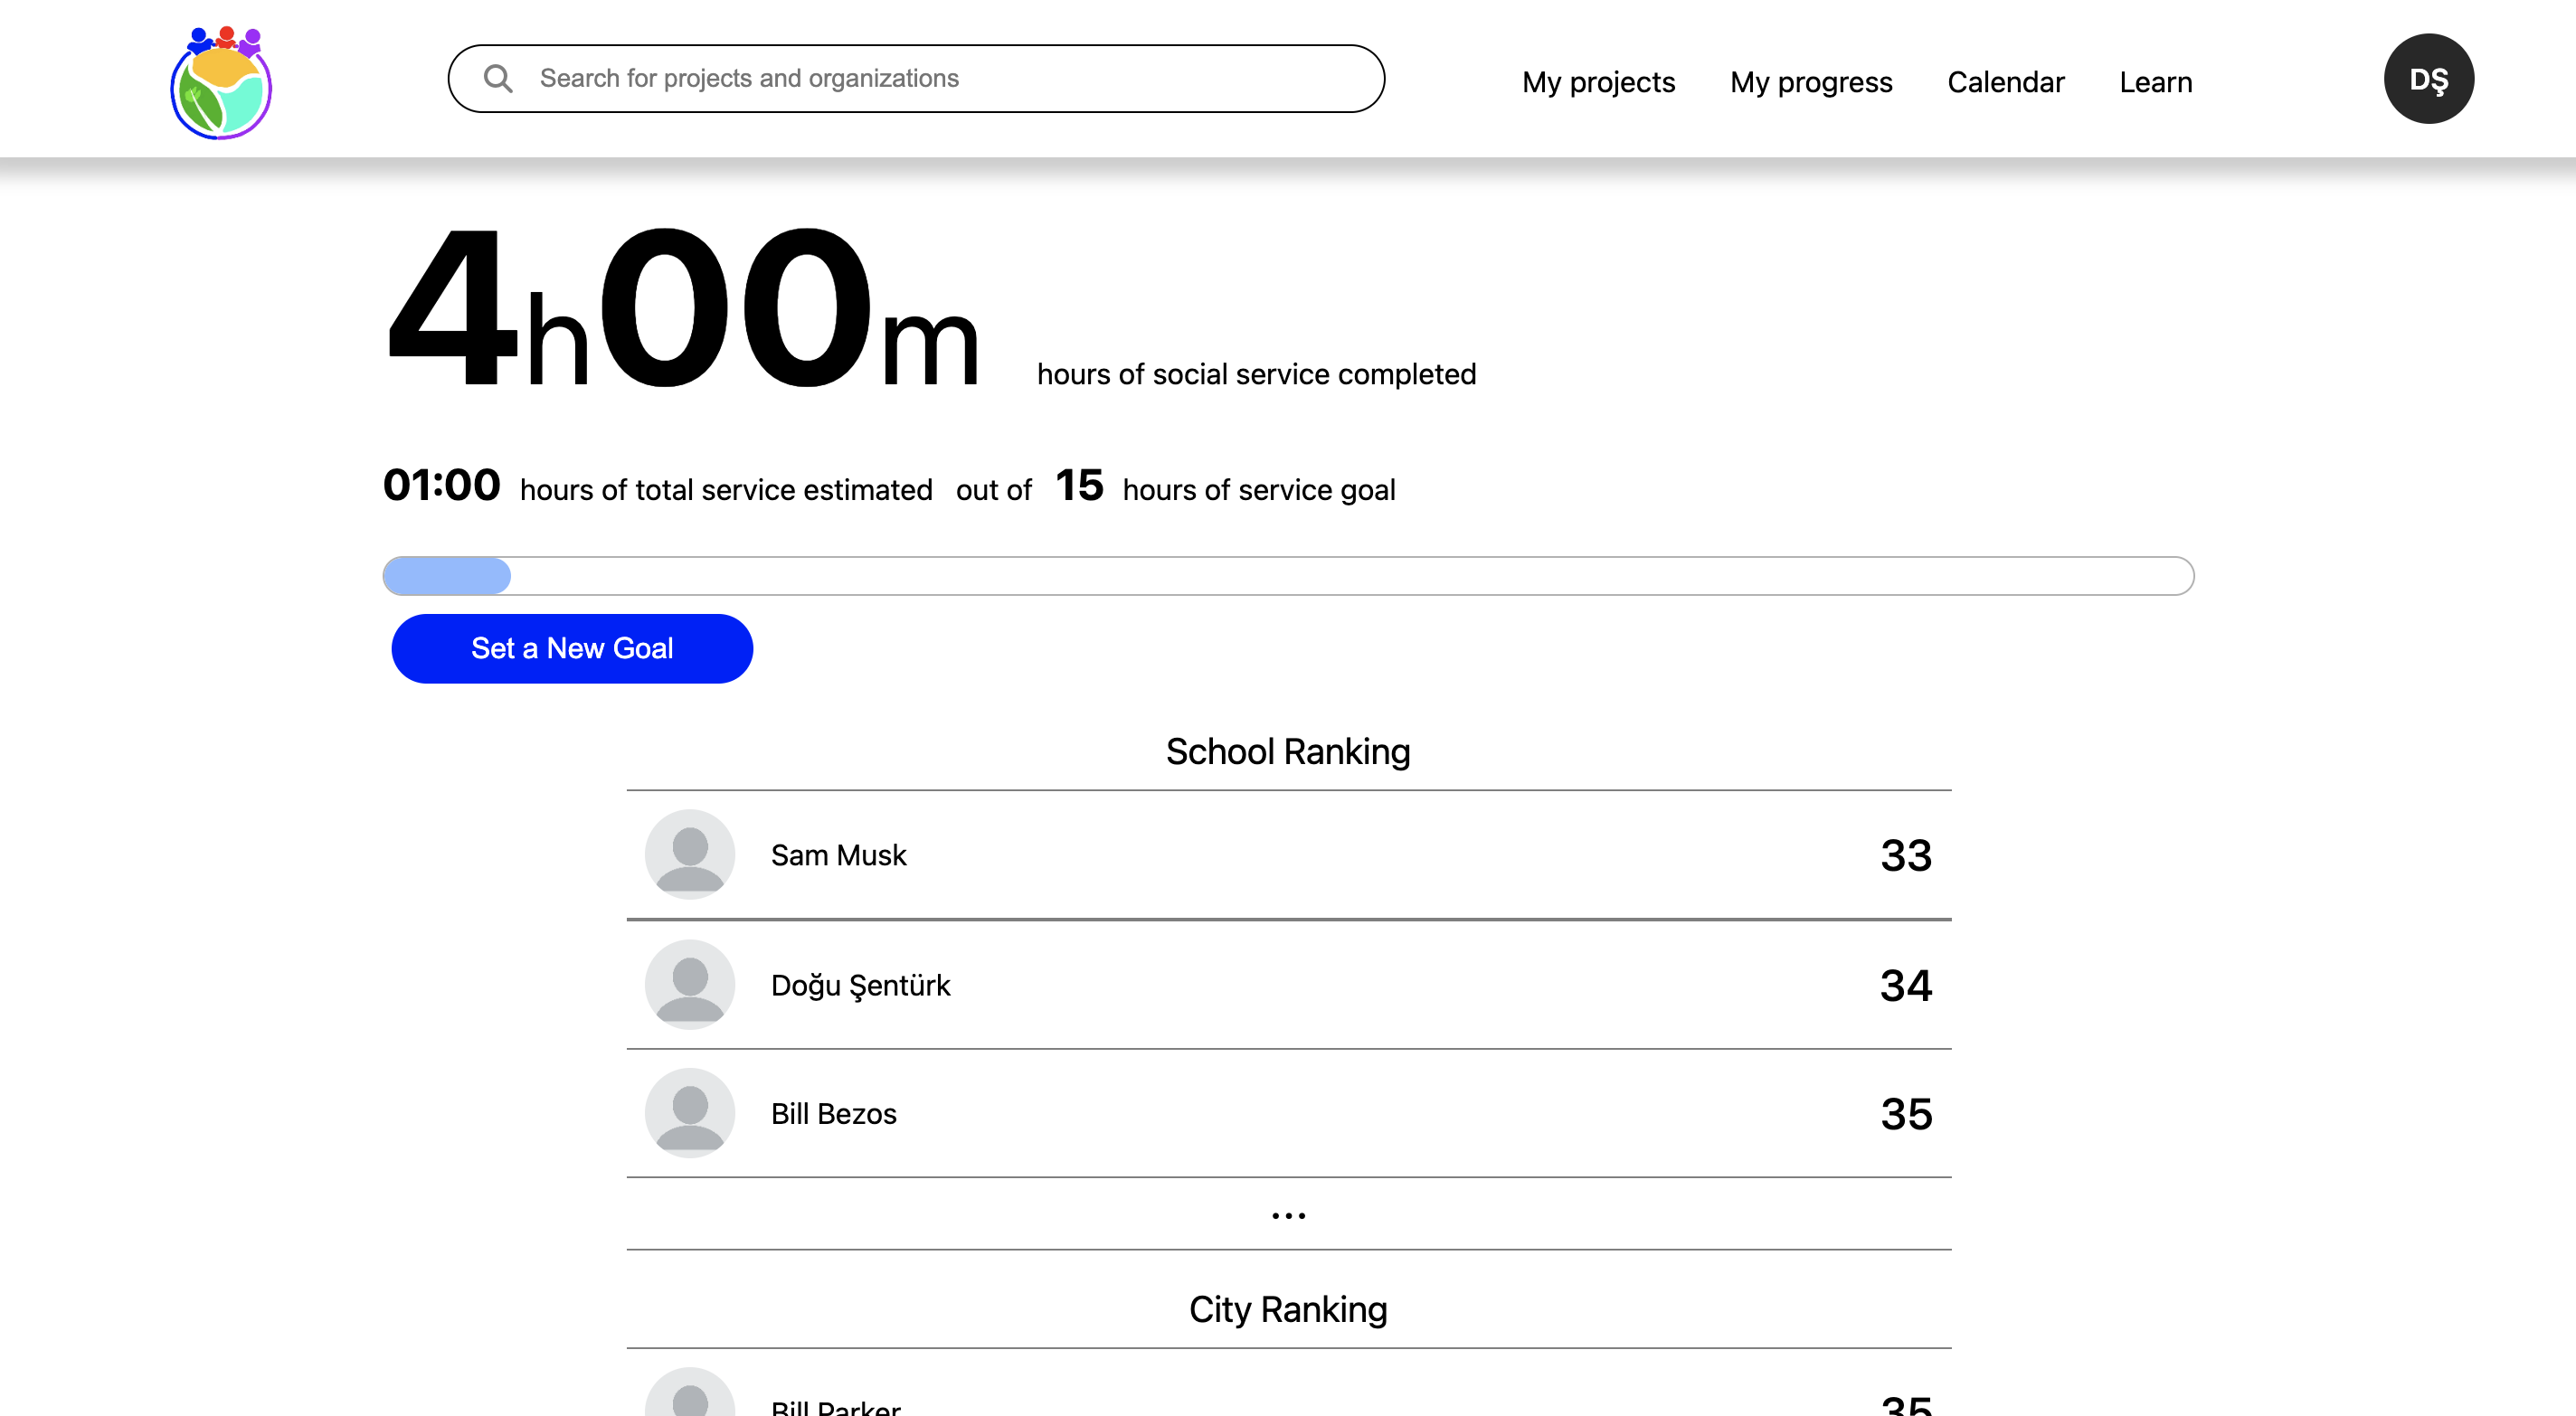 Search for projects and organizations
My projects My progress Calendar Learn
DŞ
4h00m hours of social service completed
01:00 hours of total service estimated out of 15 hours of service goal
Set a New Goal
School Ranking
Sam Musk 33
Doğu Şentürk 34
Bill Bezos 35
...
City Ranking
Bill Parker 35